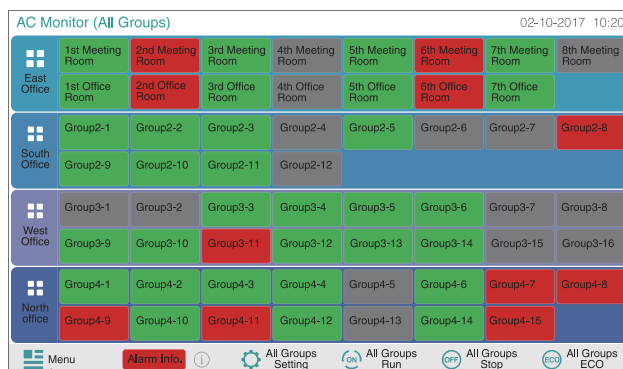 AC Monitor (All Groups) 02-10-2017 10:20
East Office
1st Meeting Room 2nd Meeting Room 3rd Meeting Room 4th Meeting Room 5th Meeting Room 6th Meeting Room 7th Meeting Room 8th Meeting Room
1st Office Room 2nd Office Room 3rd Office Room 4th Office Room 5th Office Room 6th Office Room 7th Office Room
South Office
Group2-1 Group2-2 Group2-3 Group2-4 Group2-5 Group2-6 Group2-7 Group2-8
Group2-9 Group2-10 Group2-11 Group2-12
West Office
Group3-1 Group3-2 Group3-3 Group3-4 Group3-5 Group3-6 Group3-7 Group3-8
Group3-9 Group3-10 Group3-11 Group3-12 Group3-13 Group3-14 Group3-15 Group3-16
North office
Group4-1 Group4-2 Group4-3 Group4-4 Group4-5 Group4-6 Group4-7 Group4-8
Group4-9 Group4-10 Group4-11 Group4-12 Group4-13 Group4-14 Group4-15
Menu Alarm Info. i All Groups Setting ON All Groups Run OFF All Groups Stop ECO All Groups ECO